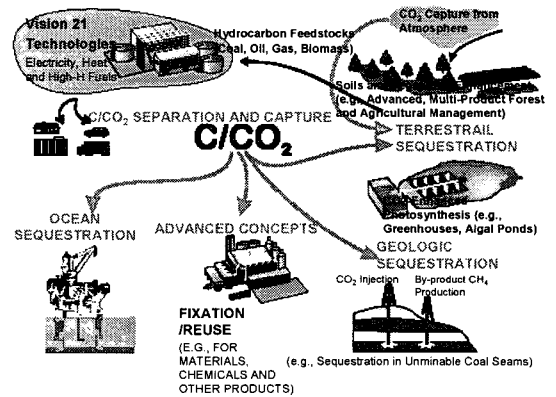 Vision 21
Technologies
Electricity, Heat
and High-H Fuels
Hydrocarbon Feedstocks
(Coal, Oil, Gas, Biomass)
CO₂ Capture from
Atmosphere
Soils and
(e.g., Advanced, Multi-Product Forest
and Agricultural Management)
C/CO₂ SEPARATION AND CAPTURE
C/CO₂
TERRESTRAIL
SEQUESTRATION
Photosynthesis (e.g.,
Greenhouses, Algal Ponds)
OCEAN
SEQUESTRATION
ADVANCED CONCEPTS
GEOLOGIC
SEQUESTRATION
CO₂ Injection
By-product CH₄
Production
FIXATION
/REUSE
(E.G., FOR
MATERIALS,
CHEMICALS AND
OTHER PRODUCTS)
(e.g., Sequestration in Unminable Coal Seams)